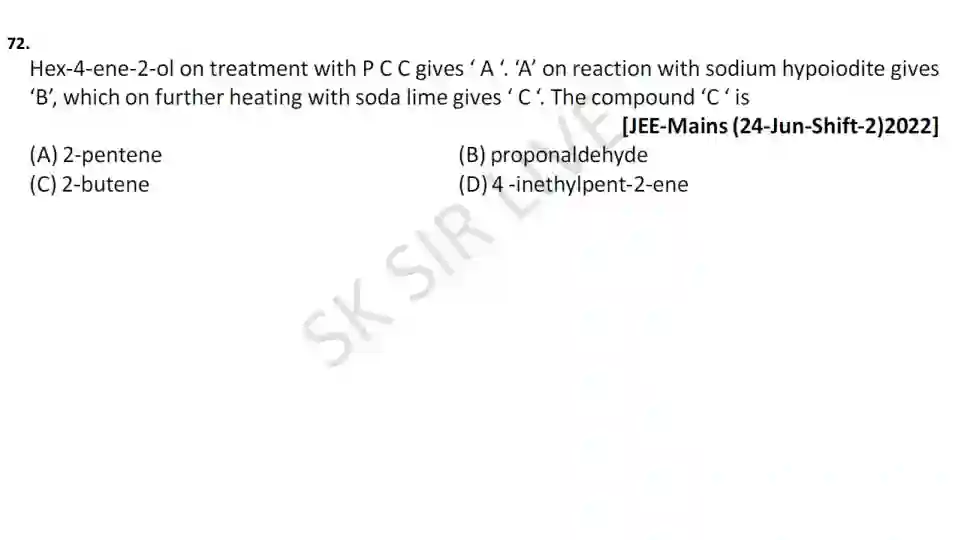 72.
Hex-4-ene-2-ol on treatment with P C C gives ‘ A ‘. ‘A’ on reaction with sodium hypoiodite gives
‘B’, which on further heating with soda lime gives ‘ C ‘. The compound ‘C ‘ is
[JEE-Mains (24-Jun-Shift-2)2022]
(A) 2-pentene (B) proponaldehyde
(C) 2-butene (D) 4 -inethylpent-2-ene
SK SIR LIVE